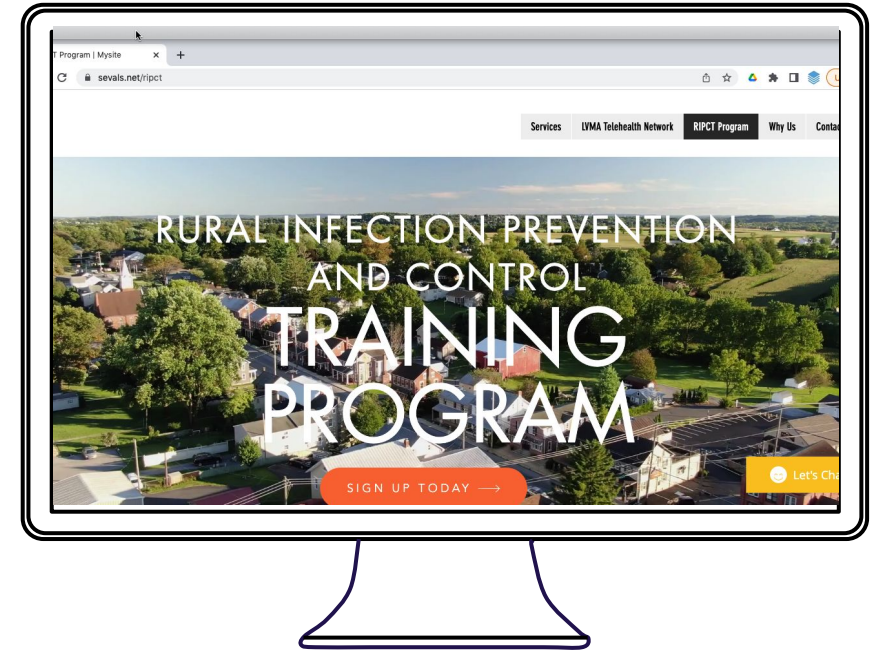 T Program | Mysite
sevals.net/ripct
Services LVMA Telehealth Network RIPCT Program Why Us Contac
RURAL INFECTION PREVENTION
AND CONTROL
TRAINING
PROGRAM
SIGN UP TODAY
Let's Cha